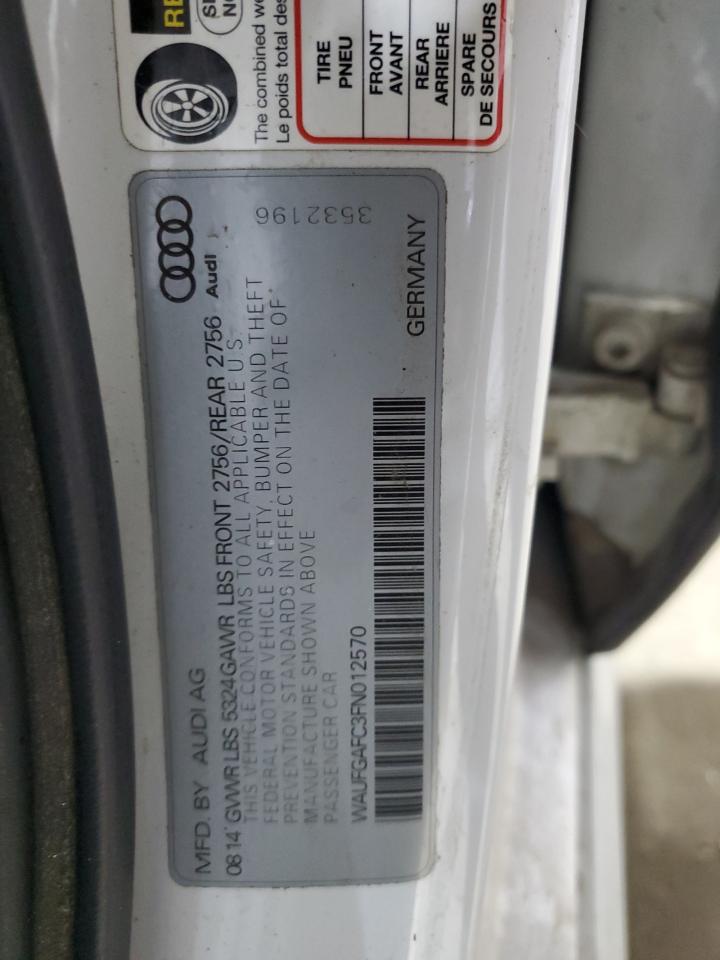 MFD. BY AUDI AG
08 14* GVWR LBS 5324 GAWR LBS FRONT 2756/REAR 2756
THIS VEHICLE CONFORMS TO ALL APPLICABLE U S.
FEDERAL MOTOR VEHICLE SAFETY, BUMPER AND THEFT
PREVENTION STANDARDS IN EFFECT ON THE DATE OF
MANUFACTURE SHOWN ABOVE
PASSENGER CAR
WAUFGAFC3FN012570
Audi
3532196
GERMANY
The combined
Le poids total
TIRE
PNEU
FRONT
AVANT
REAR
ARRIERE
SPARE
DE SECOURS